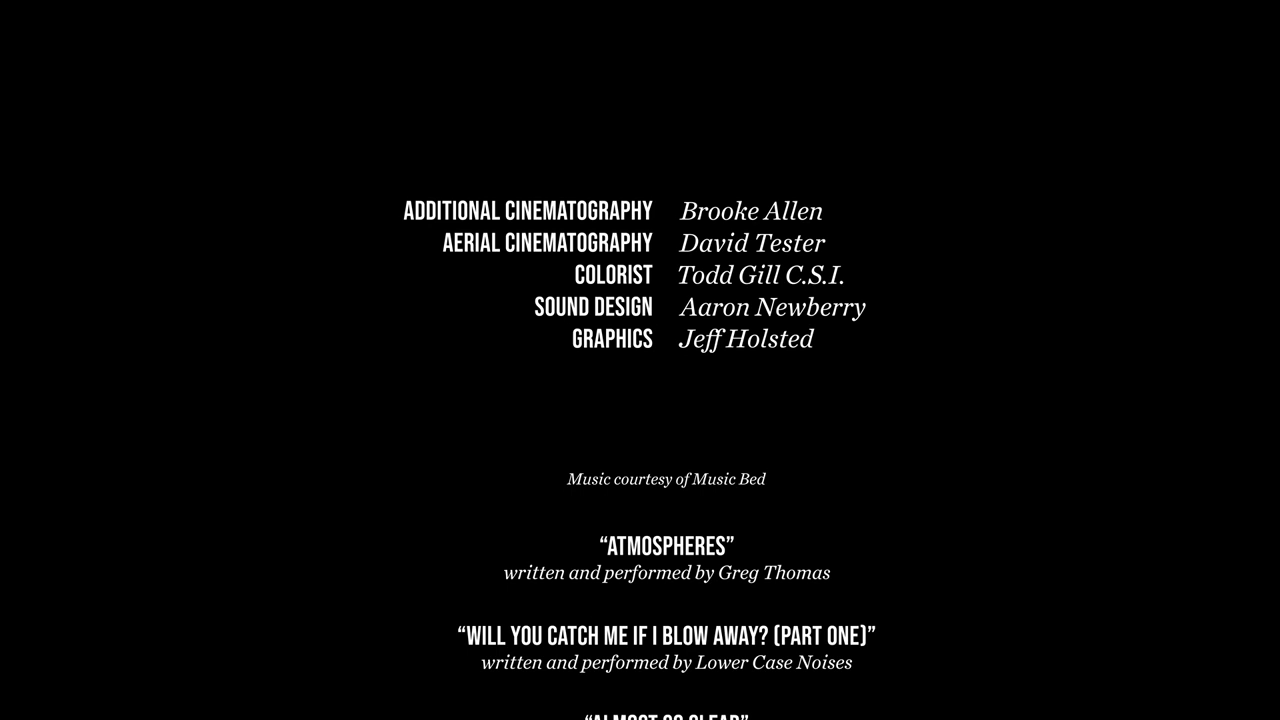 ADDITIONAL CINEMATOGRAPHY Brooke Allen
AERIAL CINEMATOGRAPHY David Tester
COLORIST Todd Gill C.S.I.
SOUND DESIGN Aaron Newberry
GRAPHICS Jeff Holsted
Music courtesy of Music Bed
“ATMOSPHERES”
written and performed by Greg Thomas
“WILL YOU CATCH ME IF I BLOW AWAY? (PART ONE)”
written and performed by Lower Case Noises
“ALMOST SO CLEAR”